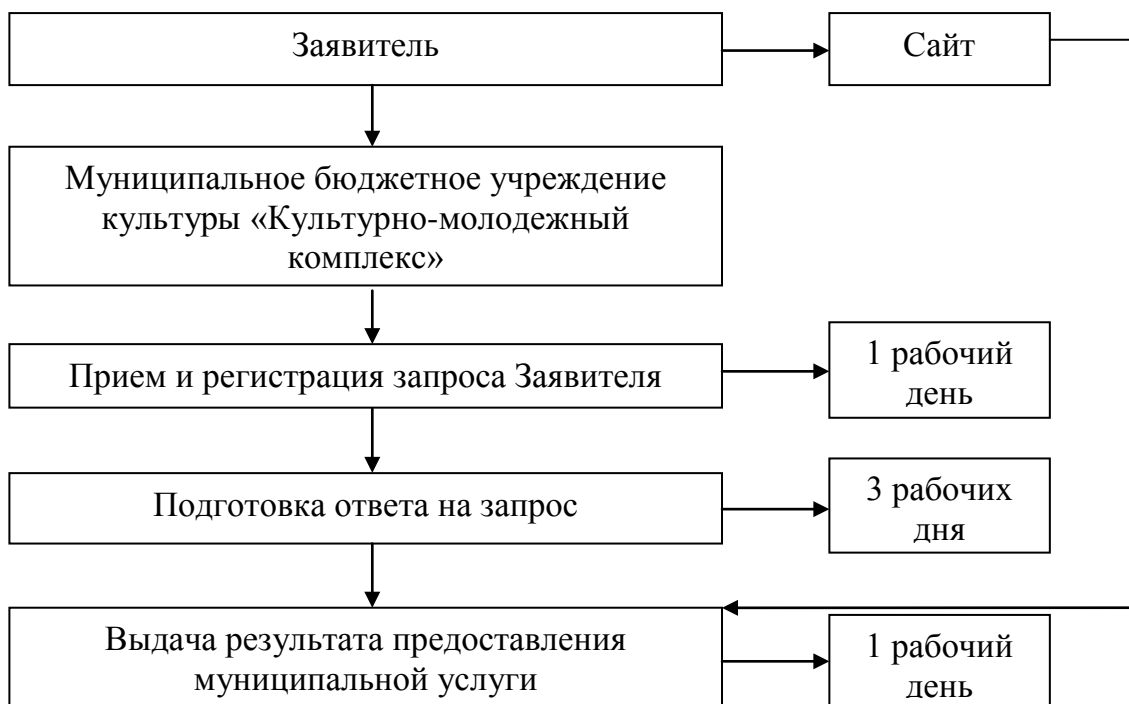 Заявитель
Сайт
Муниципальное бюджетное учреждение
культуры «Культурно-молодежный
комплекс»
Прием и регистрация запроса Заявителя
1 рабочий
день
Подготовка ответа на запрос
3 рабочих
дня
Выдача результата предоставления
муниципальной услуги
1 рабочий
день